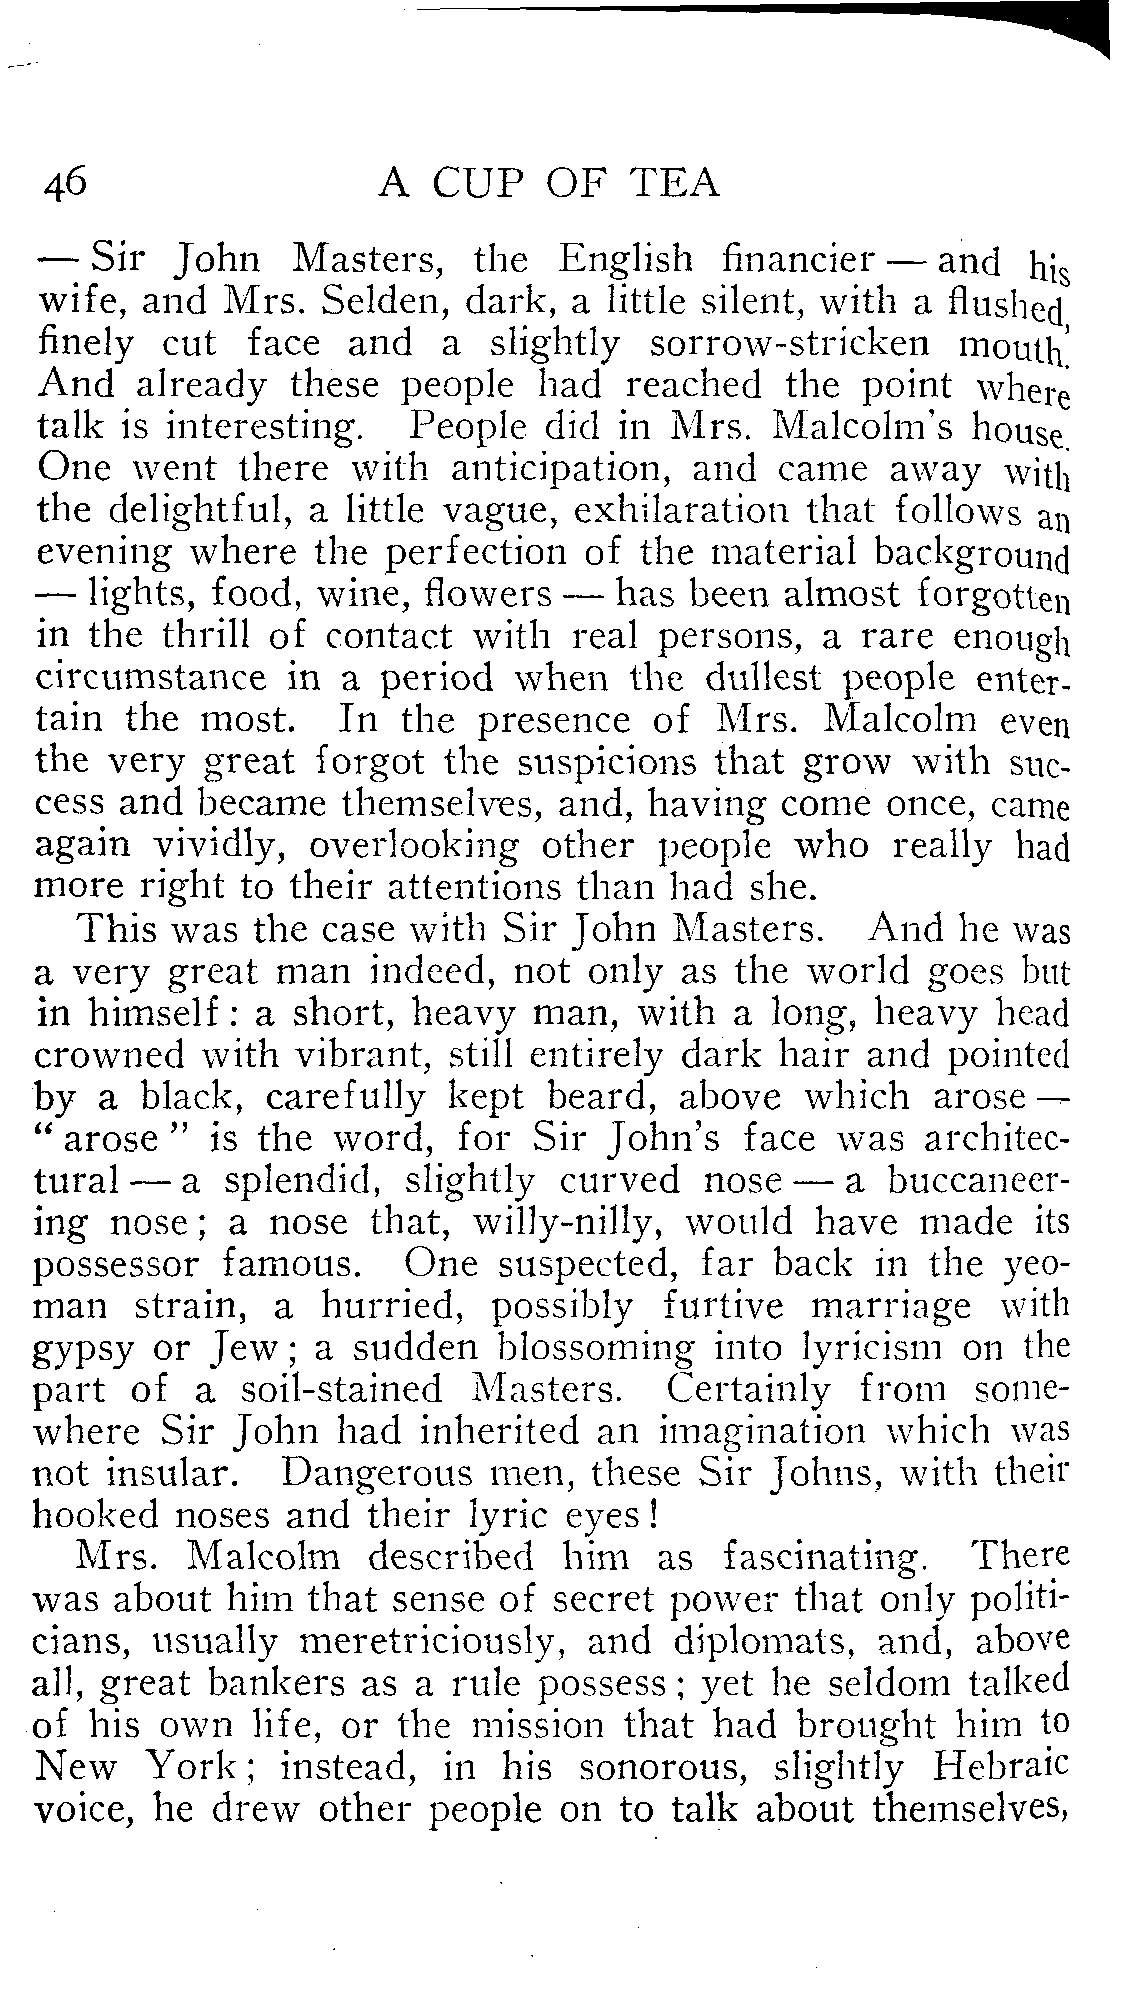 46 A CUP OF TEA
— Sir John Masters, the English financier — and his
wife, and Mrs. Selden, dark, a little silent, with a flushed,
finely cut face and a slightly sorrow-stricken mouth.
And already these people had reached the point where
talk is interesting. People did in Mrs. Malcolm's house.
One went there with anticipation, and came away with
the delightful, a little vague, exhilaration that follows an
evening where the perfection of the material background
— lights, food, wine, flowers — has been almost forgotten
in the thrill of contact with real persons, a rare enough
circumstance in a period when the dullest people enter-
tain the most. In the presence of Mrs. Malcolm even
the very great forgot the suspicions that grow with suc-
cess and became themselves, and, having come once, came
again vividly, overlooking other people who really had
more right to their attentions than had she.
This was the case with Sir John Masters. And he was
a very great man indeed, not only as the world goes but
in himself: a short, heavy man, with a long, heavy head
crowned with vibrant, still entirely dark hair and pointed
by a black, carefully kept beard, above which arose —
"arose" is the word, for Sir John's face was architec-
tural — a splendid, slightly curved nose — a buccaneer-
ing nose; a nose that, willy-nilly, would have made its
possessor famous. One suspected, far back in the yeo-
man strain, a hurried, possibly furtive marriage with
gypsy or Jew; a sudden blossoming into lyricism on the
part of a soil-stained Masters. Certainly from some-
where Sir John had inherited an imagination which was
not insular. Dangerous men, these Sir Johns, with their
hooked noses and their lyric eyes!
Mrs. Malcolm described him as fascinating. There
was about him that sense of secret power that only politi-
cians, usually meretriciously, and diplomats, and, above
all, great bankers as a rule possess; yet he seldom talked
of his own life, or the mission that had brought him to
New York; instead, in his sonorous, slightly Hebraic
voice, he drew other people on to talk about themselves,